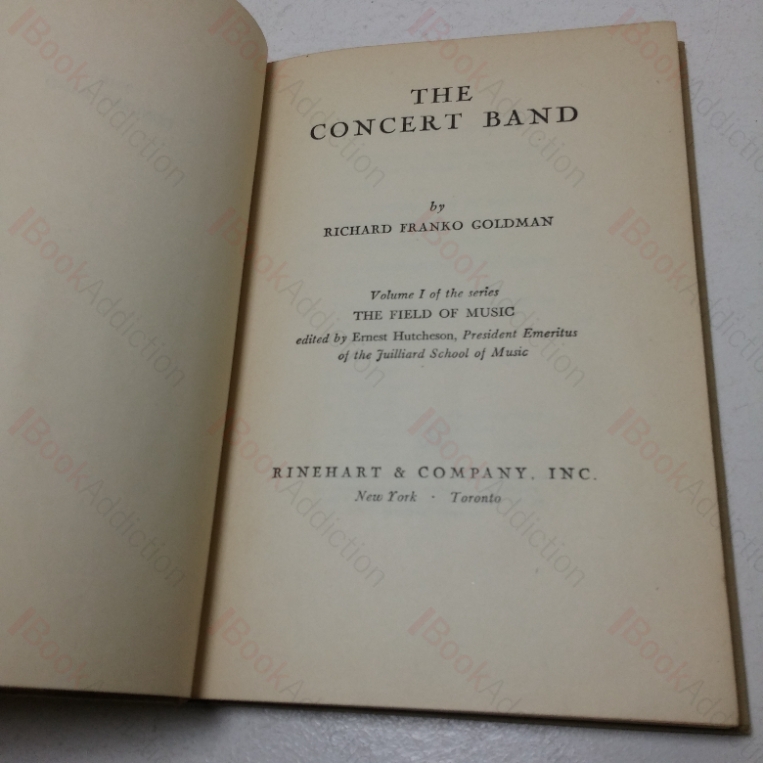 THE
CONCERT BAND
by
RICHARD FRANKO GOLDMAN
Volume I of the series
THE FIELD OF MUSIC
edited by Ernest Hutcheson, President Emeritus
of the Juilliard School of Music
RINEHART & COMPANY, INC.
New York · Toronto
BookAddiction